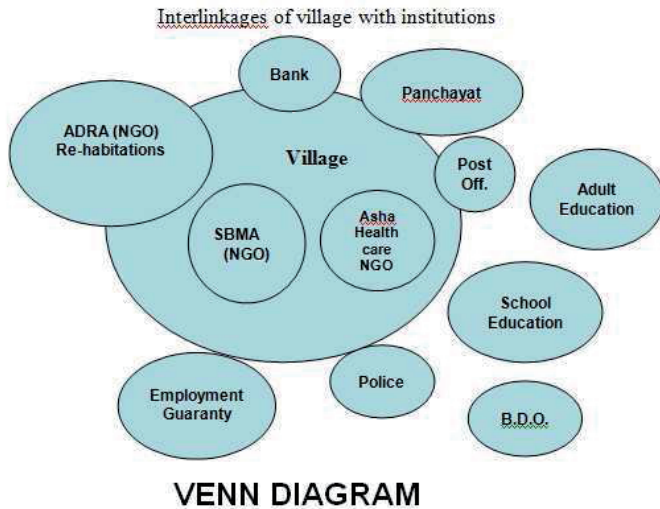 Interlinkages of village with institutions
Bank
Panchayat
ADRA (NGO)
Re-habitations
Village
Post
Off.
Adult
Education
SBMA
(NGO)
Asha
Health
care
NGO
School
Education
Police
Employment
Guaranty
B.D.O.
VENN DIAGRAM